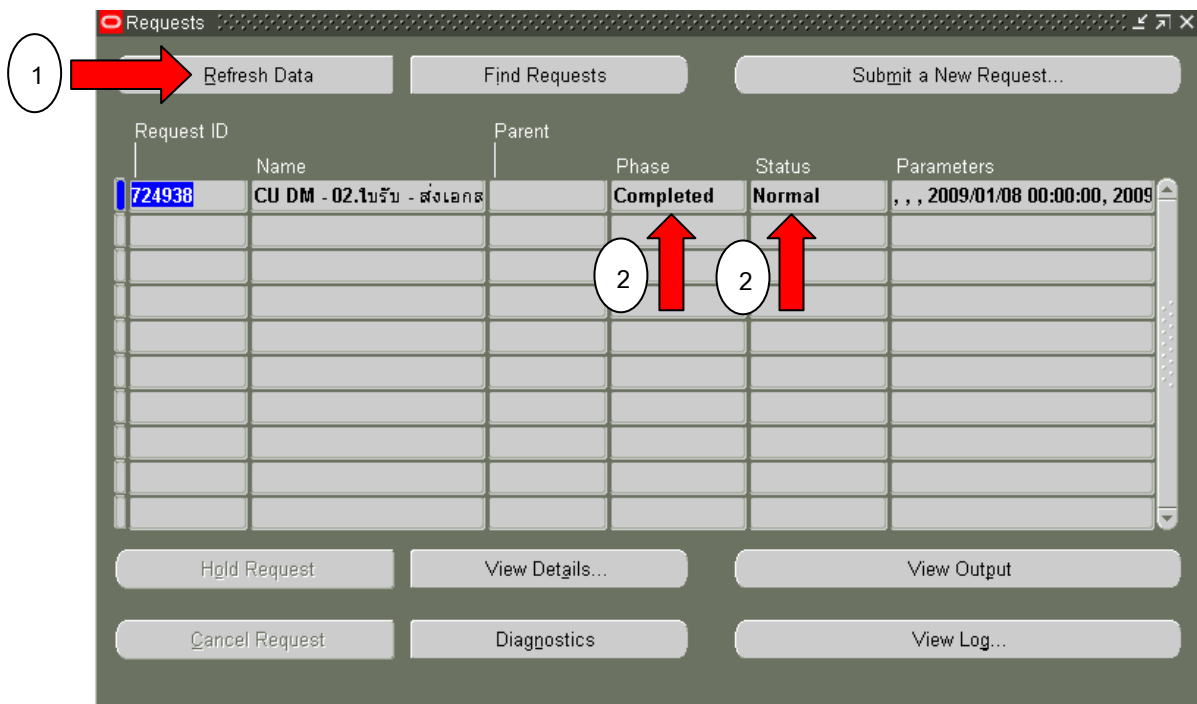 Requests
1
Refresh Data
Find Requests
Submit a New Request...
Request ID
Parent
Name
Phase
Status
Parameters
724938
CU DM - 02.ใบรับ - ส่งเอกส
Completed
Normal
, , , 2009/01/08 00:00:00, 2009
2
2
Hold Request
View Details...
View Output
Cancel Request
Diagnostics
View Log...